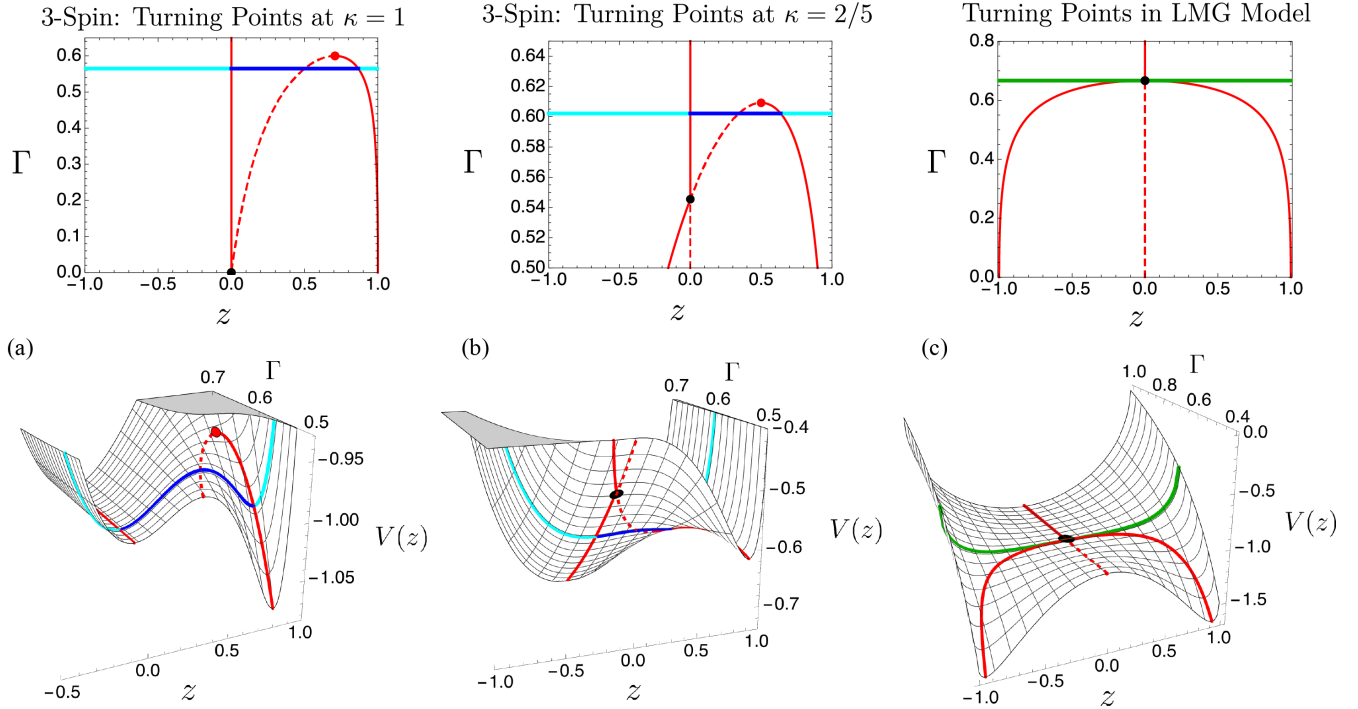 3-Spin: Turning Points at κ = 1
3-Spin: Turning Points at κ = 2/5
Turning Points in LMG Model
Γ
0.6
0.5
0.4
0.3
0.2
0.1
0.0
-1.0 -0.5 0.0 0.5 1.0
z
Γ
0.64
0.62
0.60
0.58
0.56
0.54
0.52
0.50
-1.0 -0.5 0.0 0.5 1.0
z
Γ
0.8
0.6
0.4
0.2
0.0
-1.0 -0.5 0.0 0.5 1.0
z
(a)
Γ
0.7
0.6
0.5
-0.95
-1.00
-1.05
V(z)
-0.5 0.0 0.5 1.0
z
(b)
Γ
0.7
0.6
0.5
-0.4
-0.5
-0.6
-0.7
V(z)
-1.0 -0.5 0.0 0.5 1.0
z
(c)
Γ
1.0
0.8
0.6
0.4
0.0
-0.5
-1.0
-1.5
V(z)
-1.0 -0.5 0.0 0.5 1.0
z